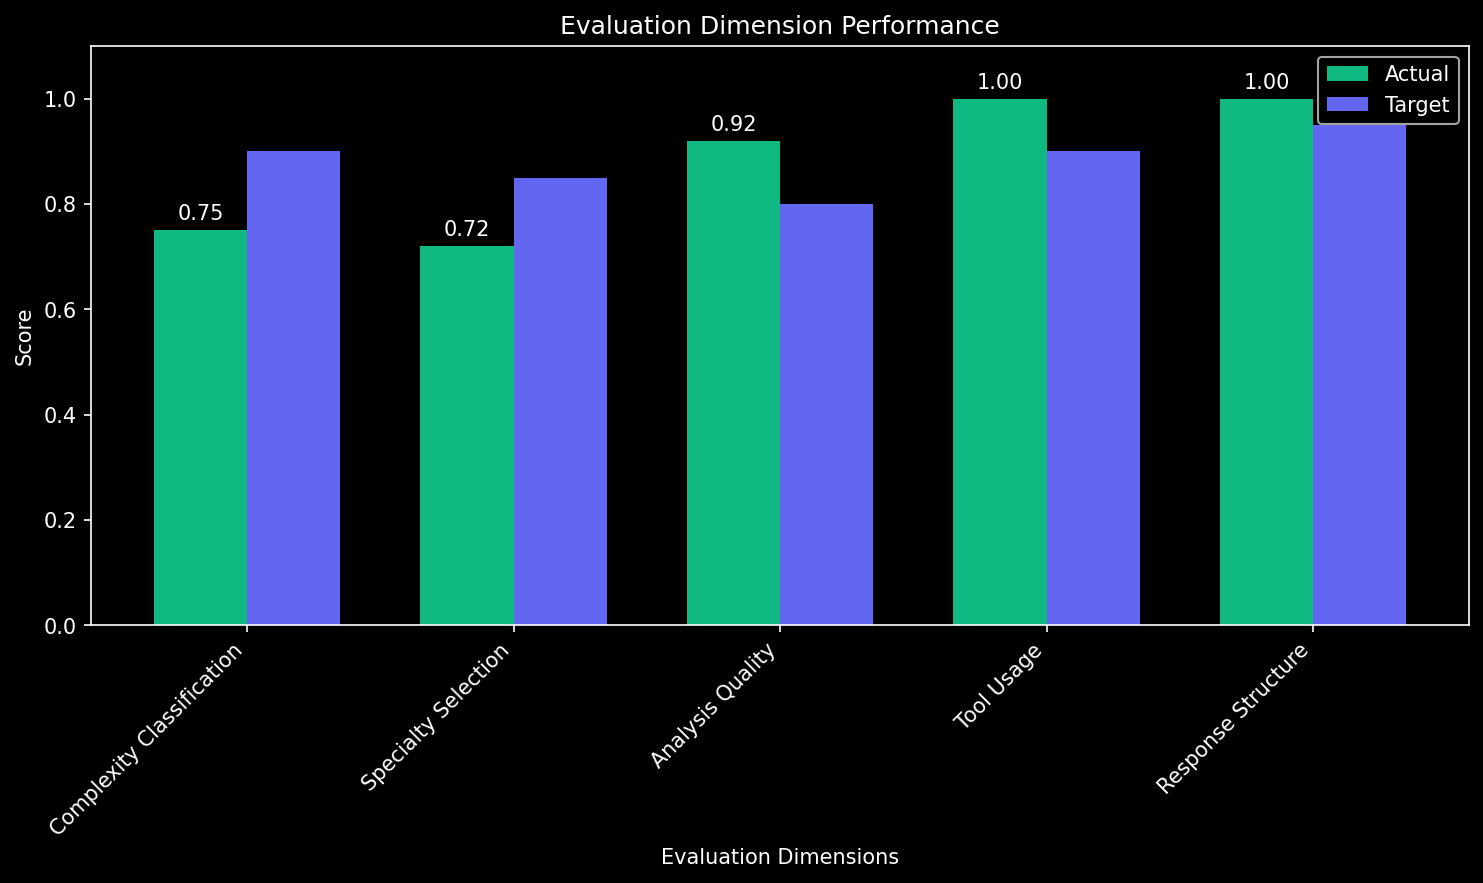 Evaluation Dimension Performance
Actual
Target
1.00
1.00
0.92
0.75
0.72
1.0
0.8
0.6
0.4
0.2
0.0
Score
Complexity Classification
Specialty Selection
Analysis Quality
Tool Usage
Response Structure
Evaluation Dimensions